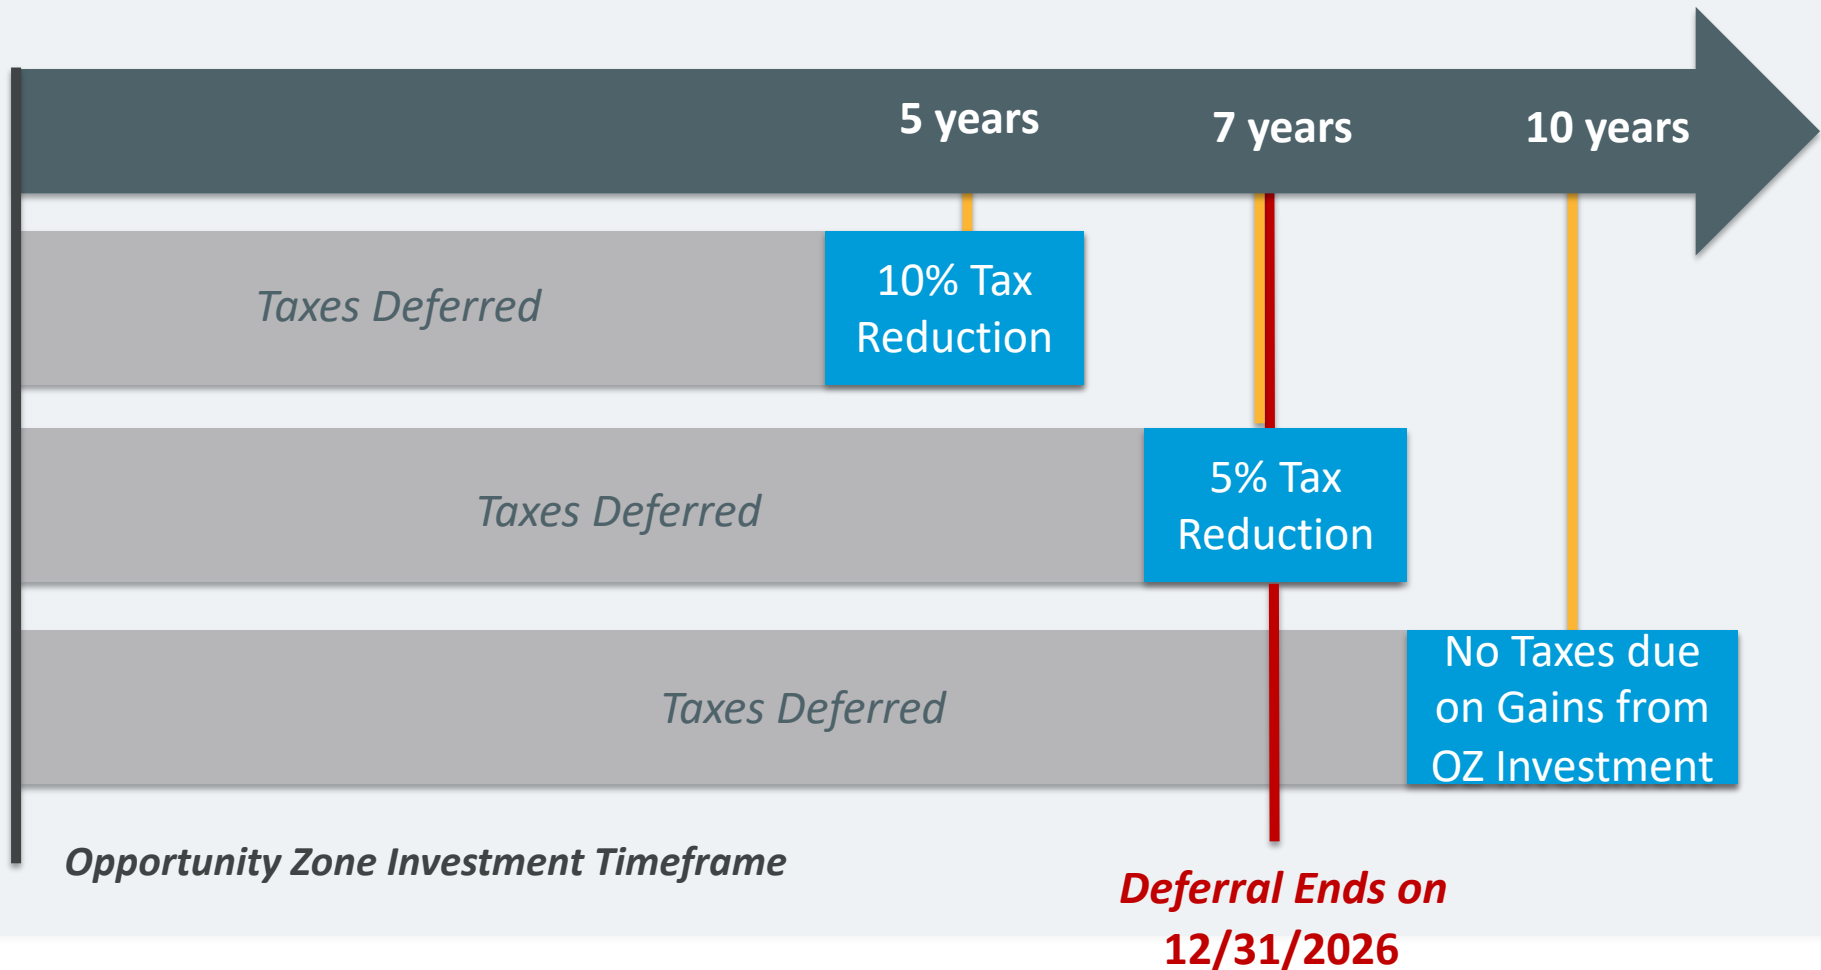 5 years
7 years
10 years
Taxes Deferred
10% Tax
Reduction
Taxes Deferred
5% Tax
Reduction
Taxes Deferred
No Taxes due
on Gains from
OZ Investment
Opportunity Zone Investment Timeframe
Deferral Ends on
12/31/2026